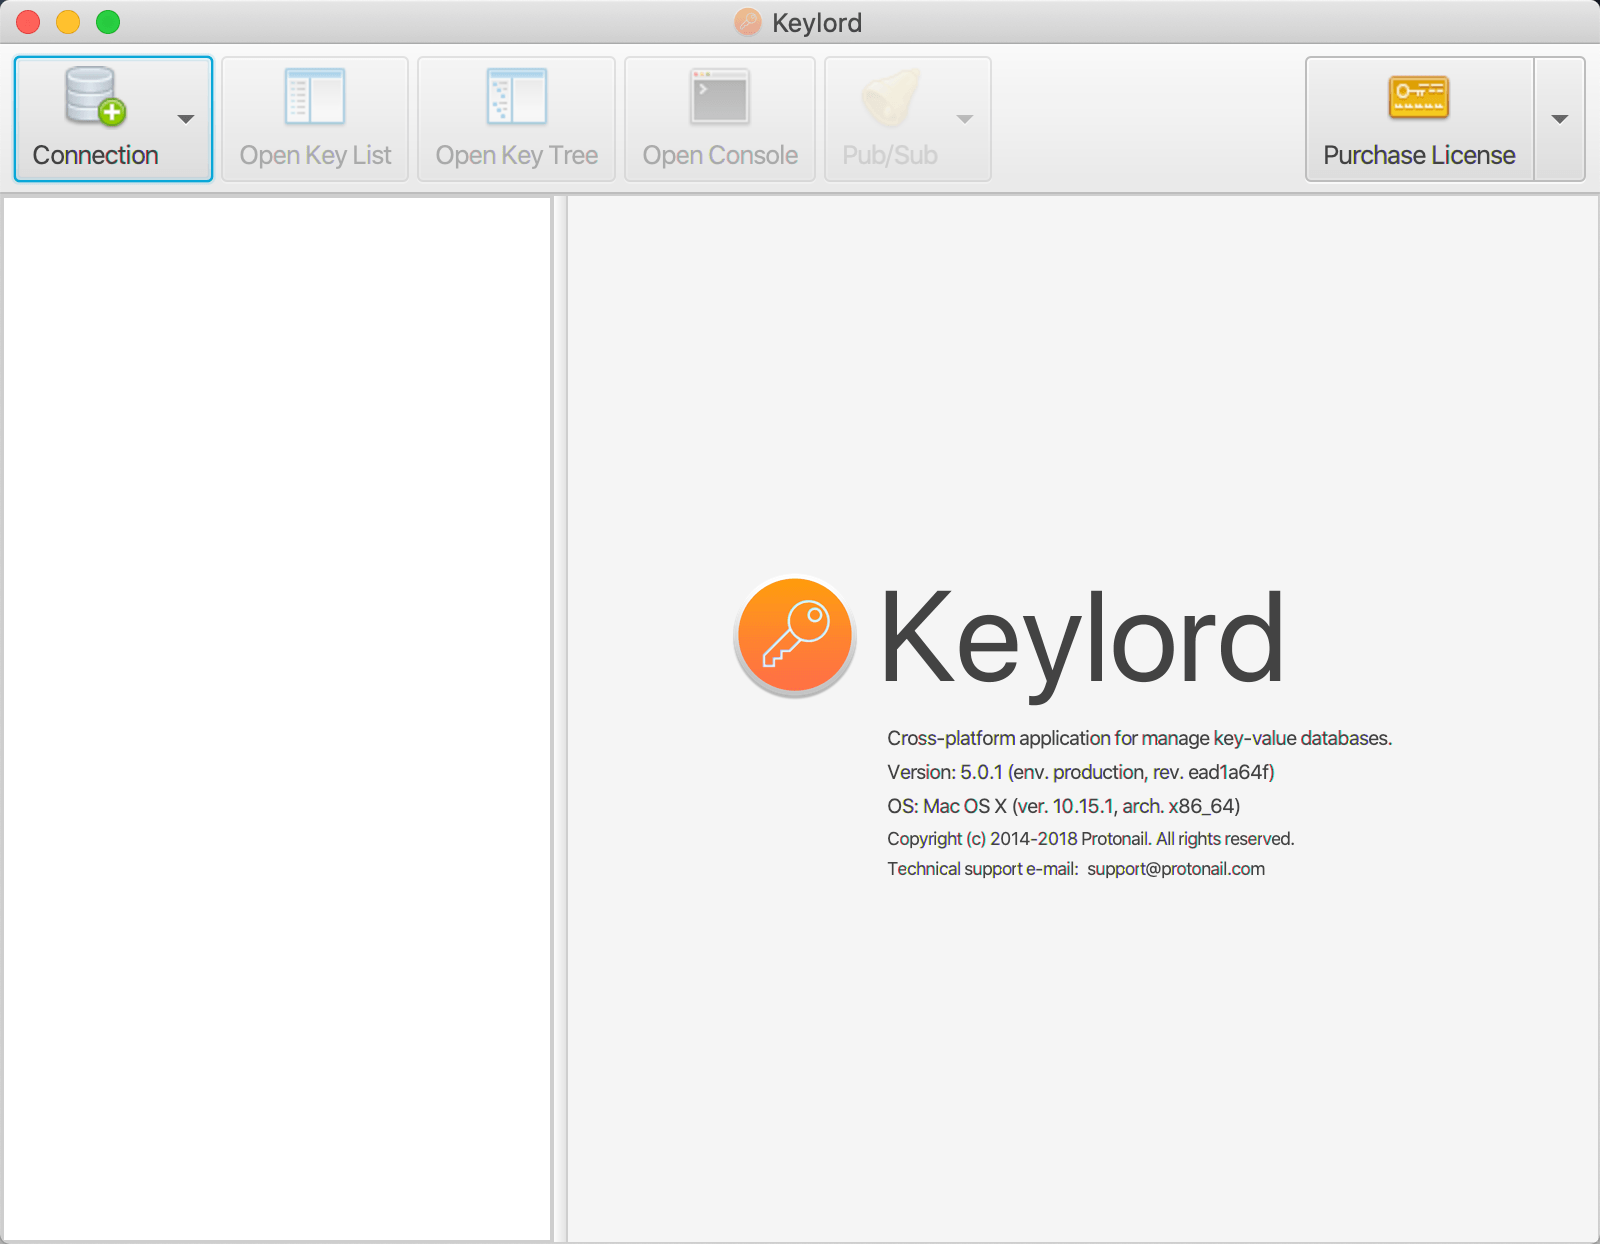 Keylord
Connection
Open Key List
Open Key Tree
Open Console
Pub/Sub
Purchase License
Keylord
Cross-platform application for manage key-value databases.
Version: 5.0.1 (env. production, rev. ead1a64f)
OS: Mac OS X (ver. 10.15.1, arch. x86_64)
Copyright (c) 2014-2018 Protonail. All rights reserved.
Technical support e-mail: support@protonail.com